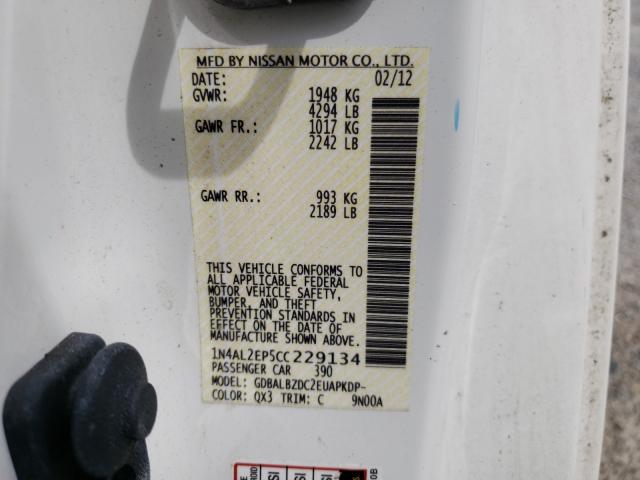 MFD BY NISSAN MOTOR CO., LTD.
DATE: 02/12
GVWR: 1948 KG
4294 LB
GAWR FR.: 1017 KG
2242 LB
GAWR RR.: 993 KG
2189 LB
THIS VEHICLE CONFORMS TO
ALL APPLICABLE FEDERAL
MOTOR VEHICLE SAFETY,
BUMPER, AND THEFT
PREVENTION STANDARDS IN
EFFECT ON THE DATE OF
MANUFACTURE SHOWN ABOVE.
1N4AL2EP5CC229134
PASSENGER CAR 390
MODEL: GDBALBZDC2EUAPKDP-
COLOR: QX3 TRIM: C 9N00A